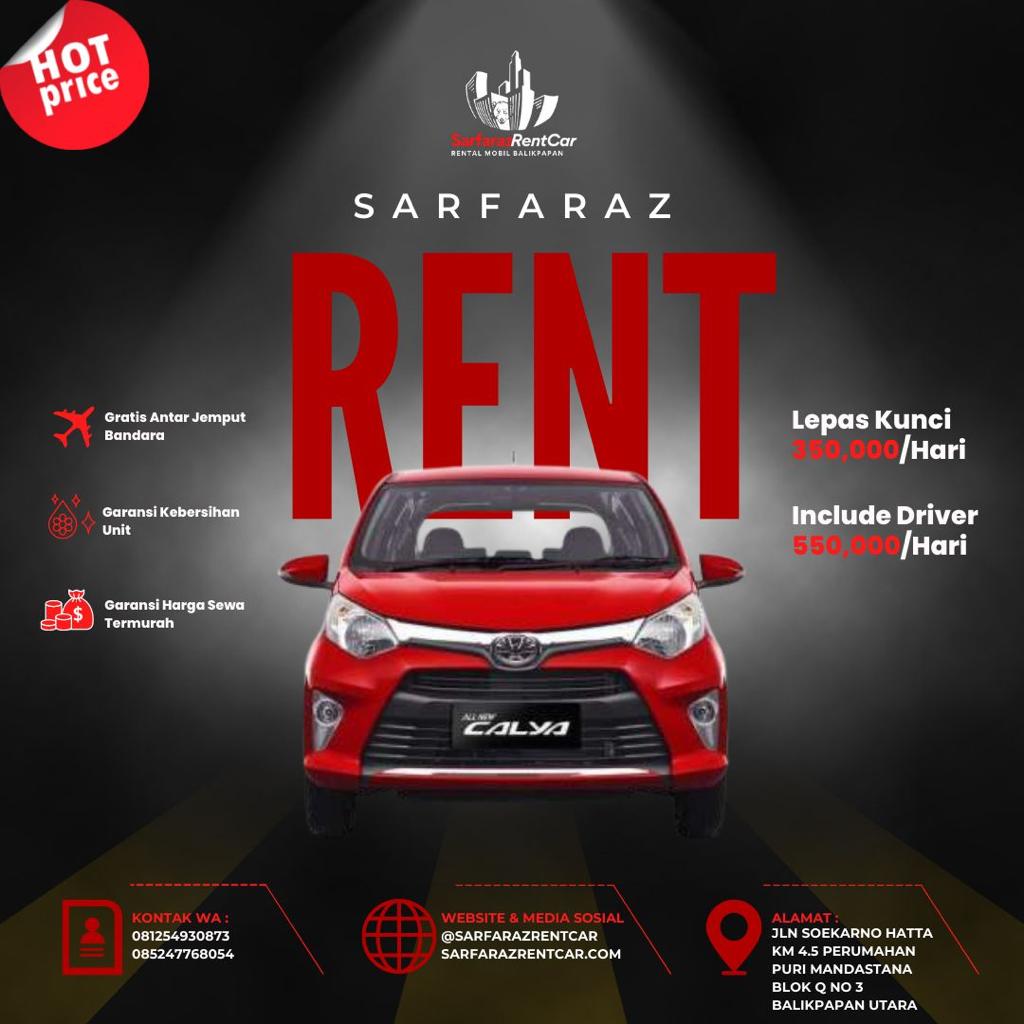 HOT
price
SarfarazRentCar
RENTAL MOBIL BALIKPAPAN
SARFARAZ
RENT
Gratis Antar Jemput
Bandara
Garansi Kebersihan
Unit
Garansi Harga Sewa
Termurah
Lepas Kunci
350,000/Hari
Include Driver
550,000/Hari
ALL NEW
CALYA
KONTAK WA :
081254930873
085247768054
WEBSITE & MEDIA SOSIAL
@SARFARAZRENTCAR
SARFARAZRENTCAR.COM
ALAMAT :
JLN SOEKARNO HATTA
KM 4.5 PERUMAHAN
PURI MANDASTANA
BLOK Q NO 3
BALIKPAPAN UTARA